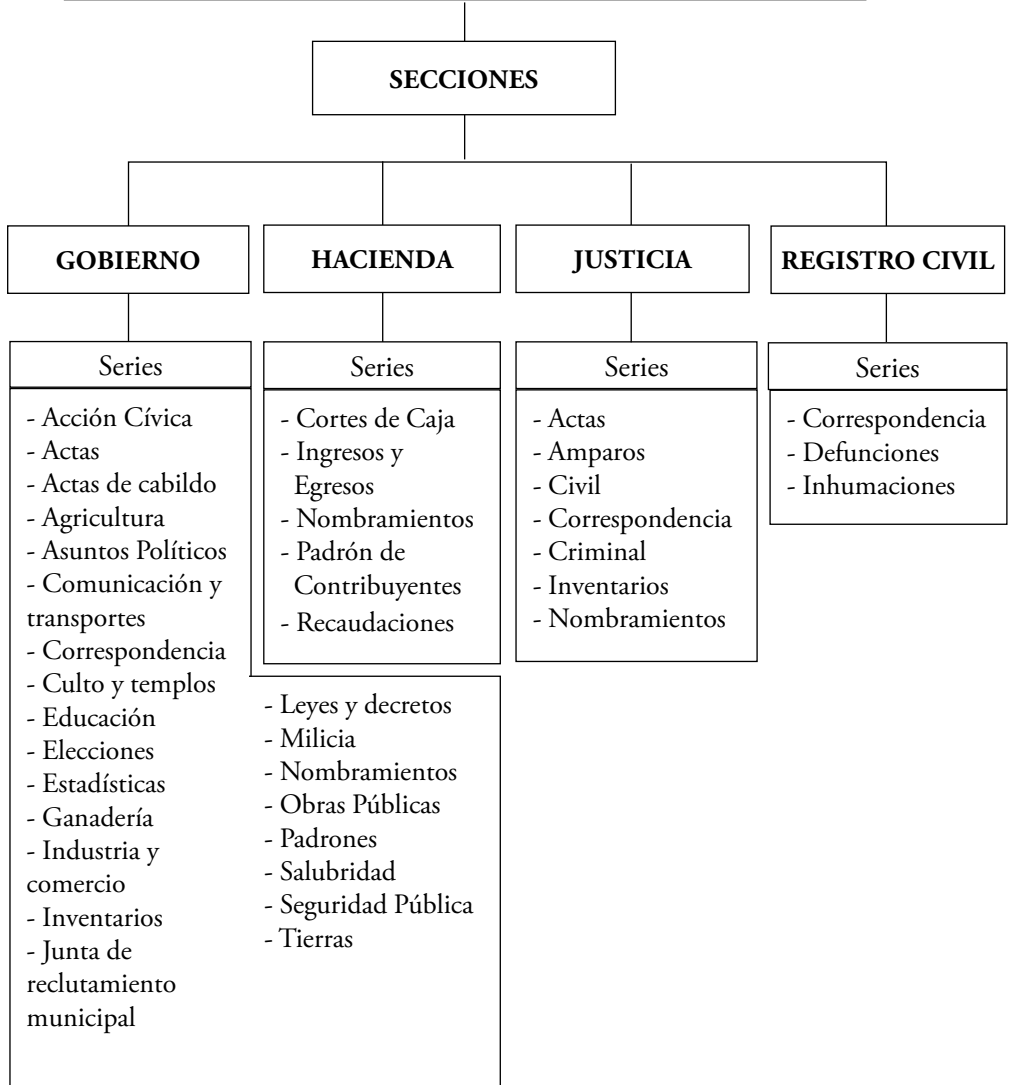 SECCIONES
GOBIERNO
HACIENDA
JUSTICIA
REGISTRO CIVIL
Series
- Acción Cívica
- Actas
- Actas de cabildo
- Agricultura
- Asuntos Políticos
- Comunicación y
transportes
- Correspondencia
- Culto y templos
- Educación
- Elecciones
- Estadísticas
- Ganadería
- Industria y
comercio
- Inventarios
- Junta de
reclutamiento
municipal
- Leyes y decretos
- Milicia
- Nombramientos
- Obras Públicas
- Padrones
- Salubridad
- Seguridad Pública
- Tierras
Series
- Cortes de Caja
- Ingresos y
Egresos
- Nombramientos
- Padrón de
Contribuyentes
- Recaudaciones
Series
- Actas
- Amparos
- Civil
- Correspondencia
- Criminal
- Inventarios
- Nombramientos
Series
- Correspondencia
- Defunciones
- Inhumaciones